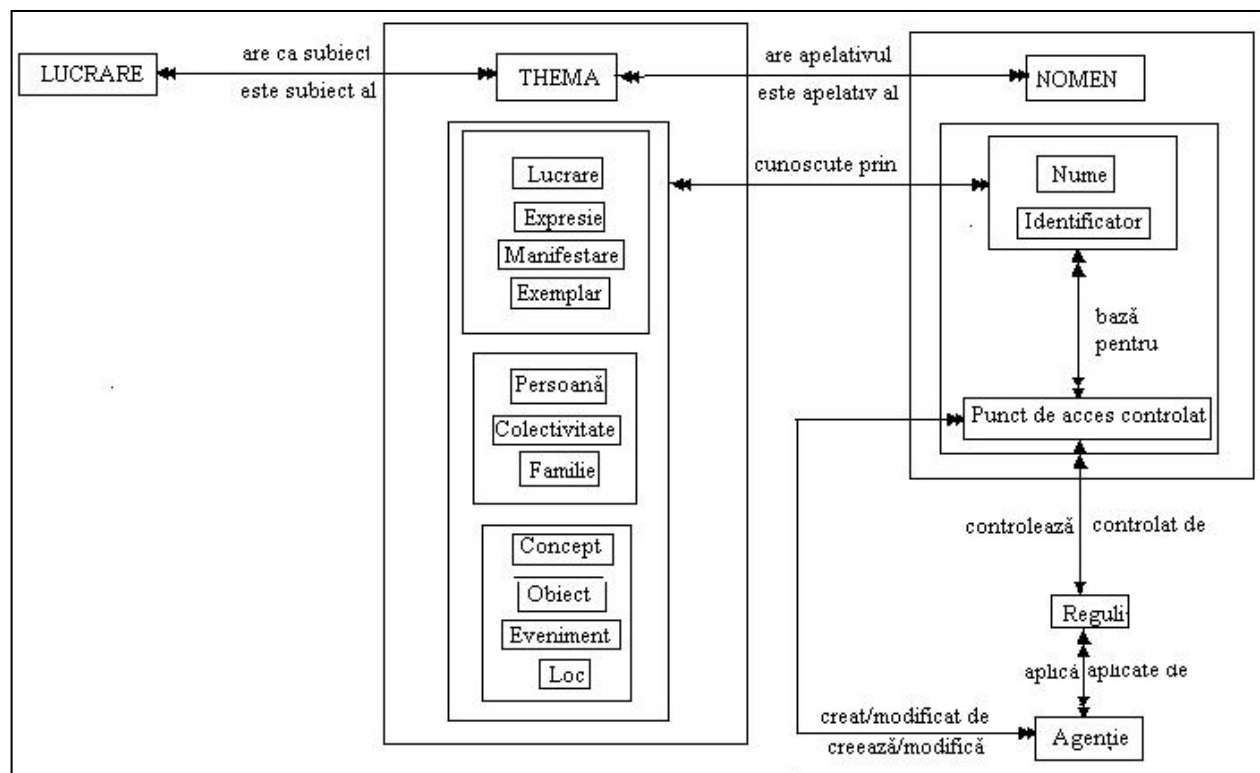 LUCRARE
are ca subiect
este subiect al
THEMA
are apelativul
este apelativ al
NOMEN
Lucrare
Expresie
Manifestare
Exemplar
Persoană
Colectivitate
Familie
Concept
Obiect
Eveniment
Loc
cunoscute prin
Nume
Identificator
bază
pentru
Punct de acces controlat
controlează
controlat de
Reguli
aplică
aplicate de
creat/modificat de
creează/modifică
Agenţie